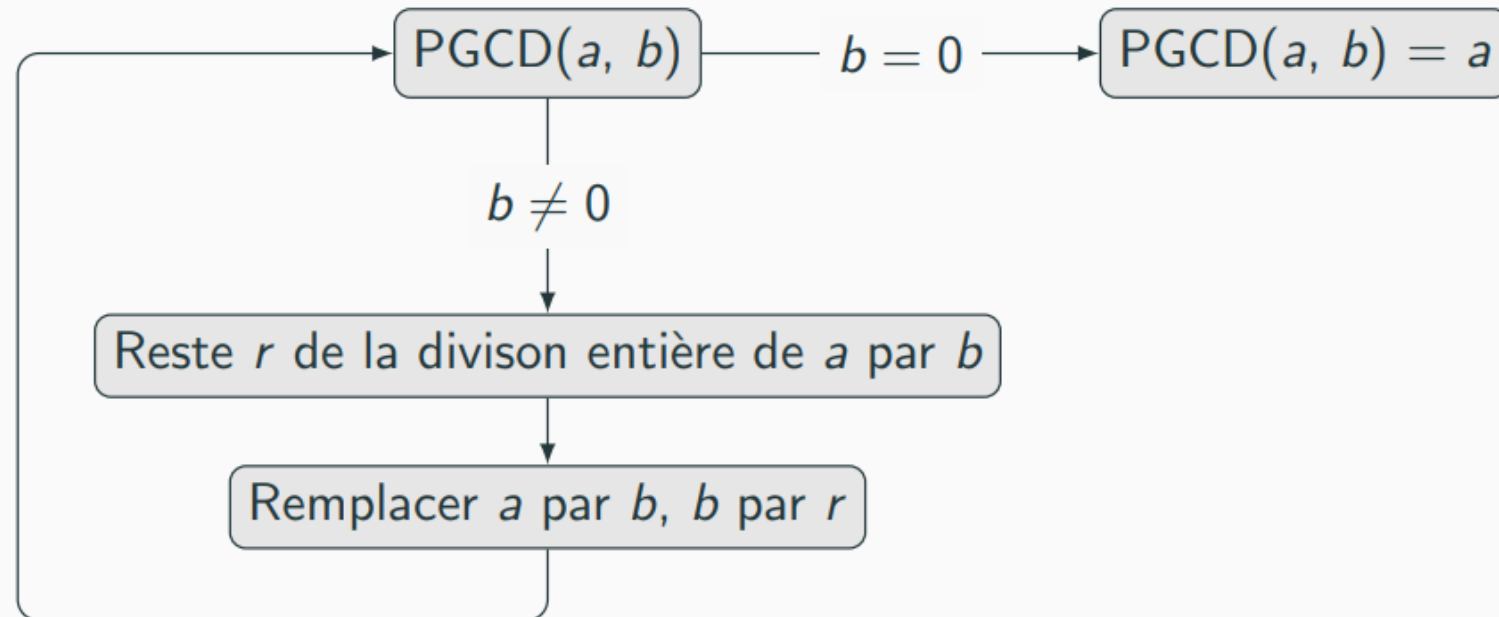 PGCD(a, b)
b = 0
PGCD(a, b) = a
b ≠ 0
Reste r de la divison entière de a par b
Remplacer a par b, b par r